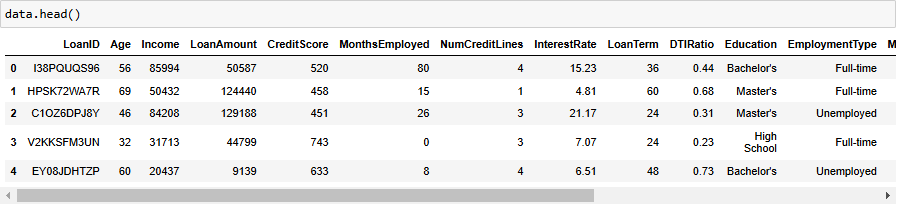 data.head()
LoanID Age Income LoanAmount CreditScore MonthsEmployed NumCreditLines InterestRate LoanTerm DTIRatio Education EmploymentType M
0 I38PQUQS96 56 85994 50587 520 80 4 15.23 36 0.44 Bachelor's Full-time
1 HPSK72WA7R 69 50432 124440 458 15 1 4.81 60 0.68 Master's Full-time
2 C1OZ6DPJ8Y 46 84208 129188 451 26 3 21.17 24 0.31 Master's Unemployed
3 V2KKSFM3UN 32 31713 44799 743 0 3 7.07 24 0.23 High School Full-time
4 EY08JDHTZP 60 20437 9139 633 8 4 6.51 48 0.73 Bachelor's Unemployed